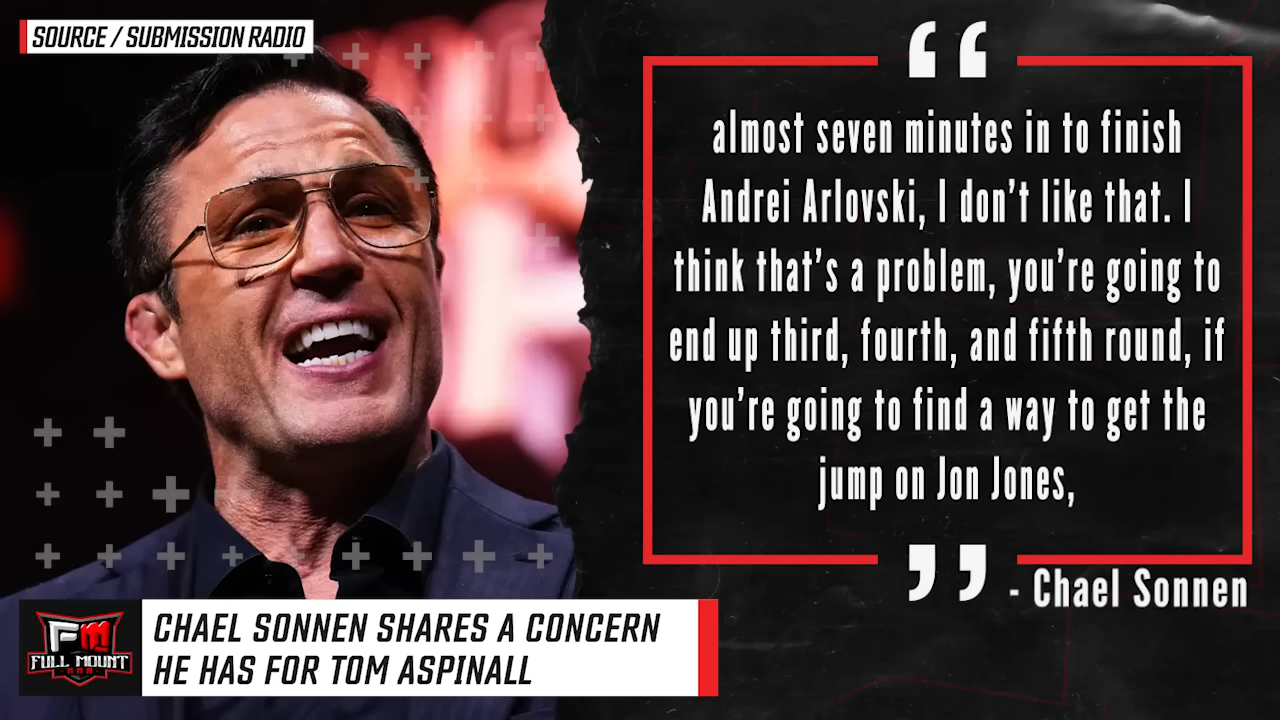 SOURCE / SUBMISSION RADIO
“
almost seven minutes in to finish
Andrei Arlovski, I don’t like that. I
think that’s a problem, you’re going to
end up third, fourth, and fifth round, if
you’re going to find a way to get the
jump on Jon Jones,
”
- Chael Sonnen
FM
FULL MOUNT
CHAEL SONNEN SHARES A CONCERN
HE HAS FOR TOM ASPINALL